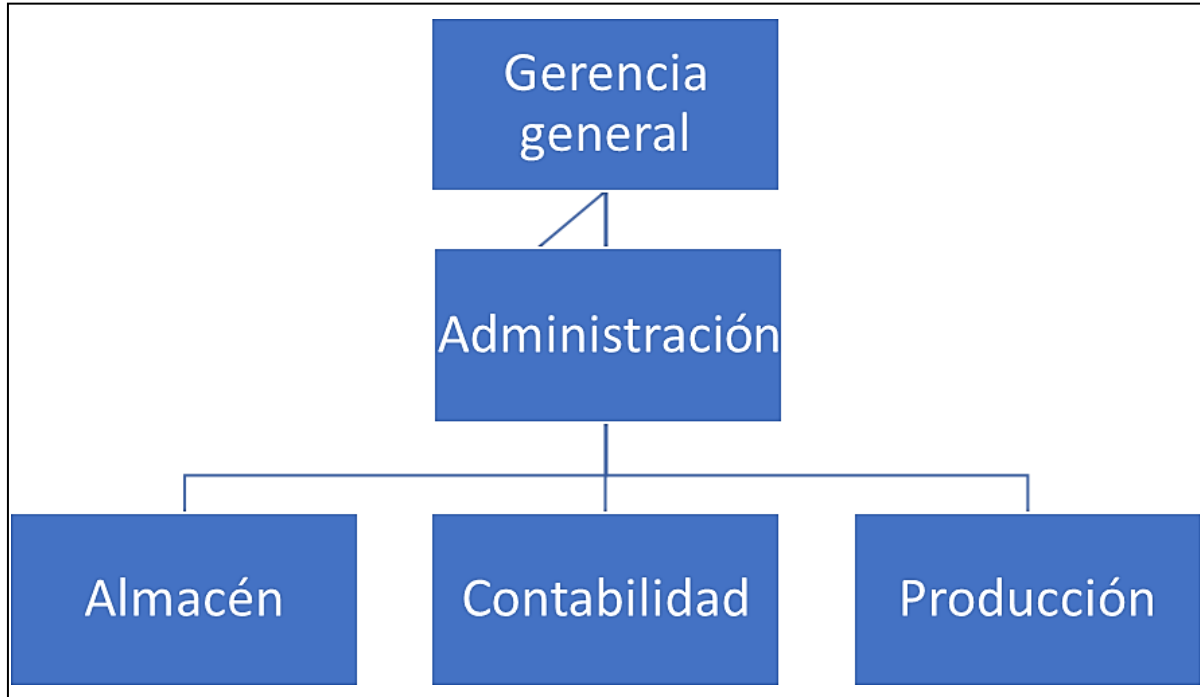 Gerencia
general
Administración
Almacén
Contabilidad
Producción